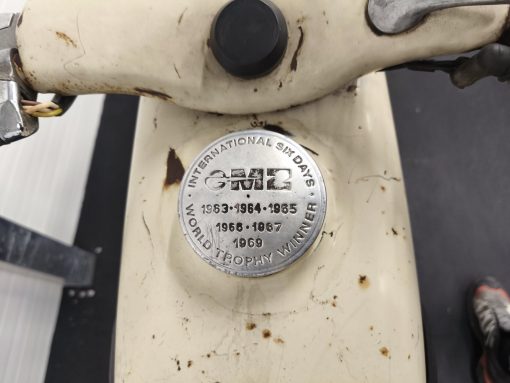 INTERNATIONAL SIX DAYS
MZ
1963·1964·1965
1966·1967
1969
WORLD TROPHY WINNER